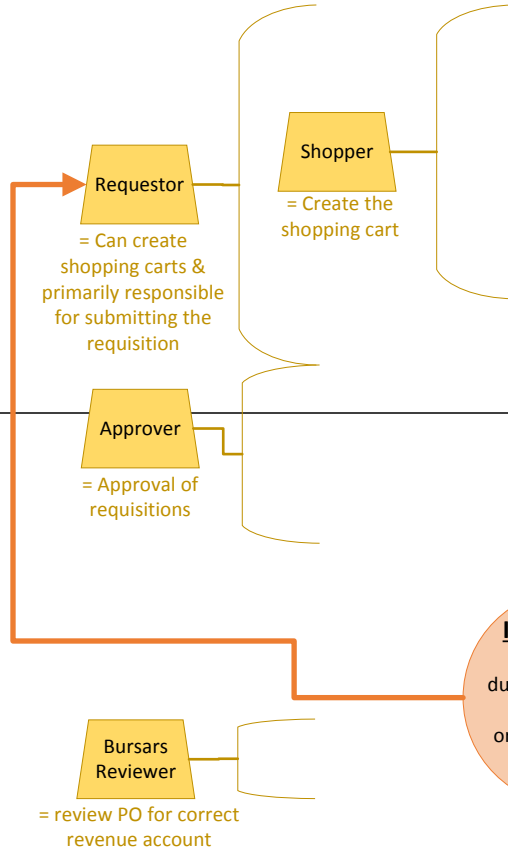 Requestor
= Can create
shopping carts &
primarily responsible
for submitting the
requisition
Shopper
= Create the
shopping cart
Approver
= Approval of
requisitions
Bursars
Reviewer
= review PO for correct
revenue account